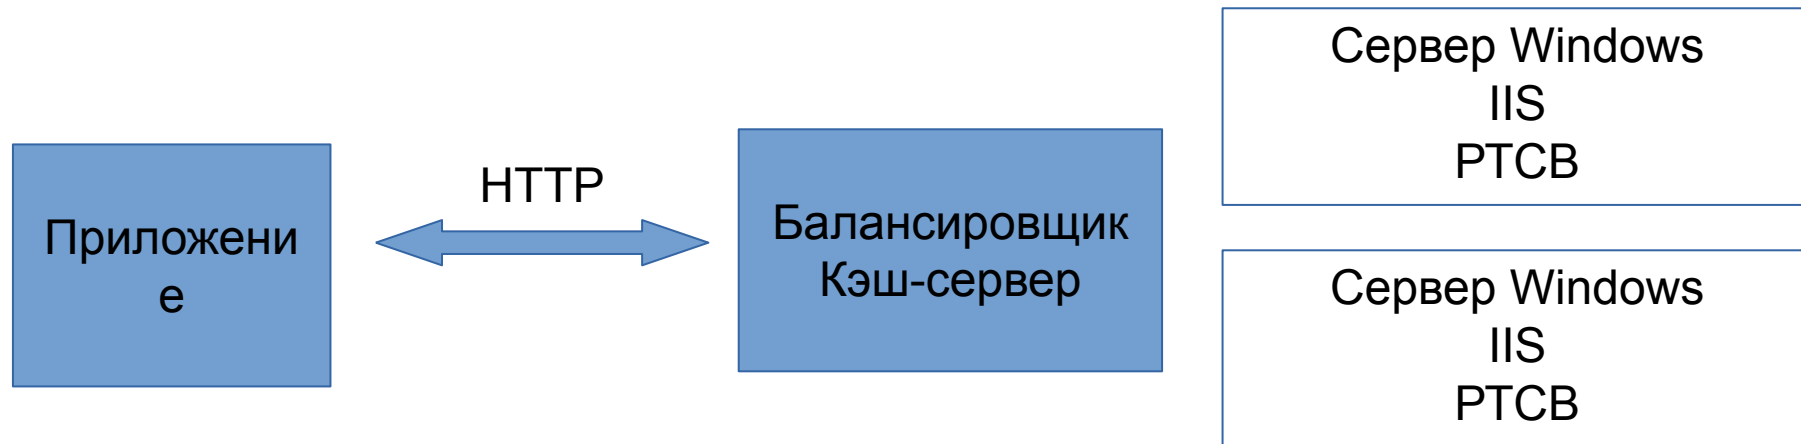 Приложени
е
HTTP
Балансировщик
Кэш-сервер
Сервер Windows
IIS
РТСВ
Сервер Windows
IIS
РТСВ